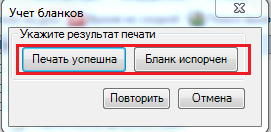 Учет бланков
Укажите результат печати
Печать успешна Бланк испорчен
Повторить Отмена